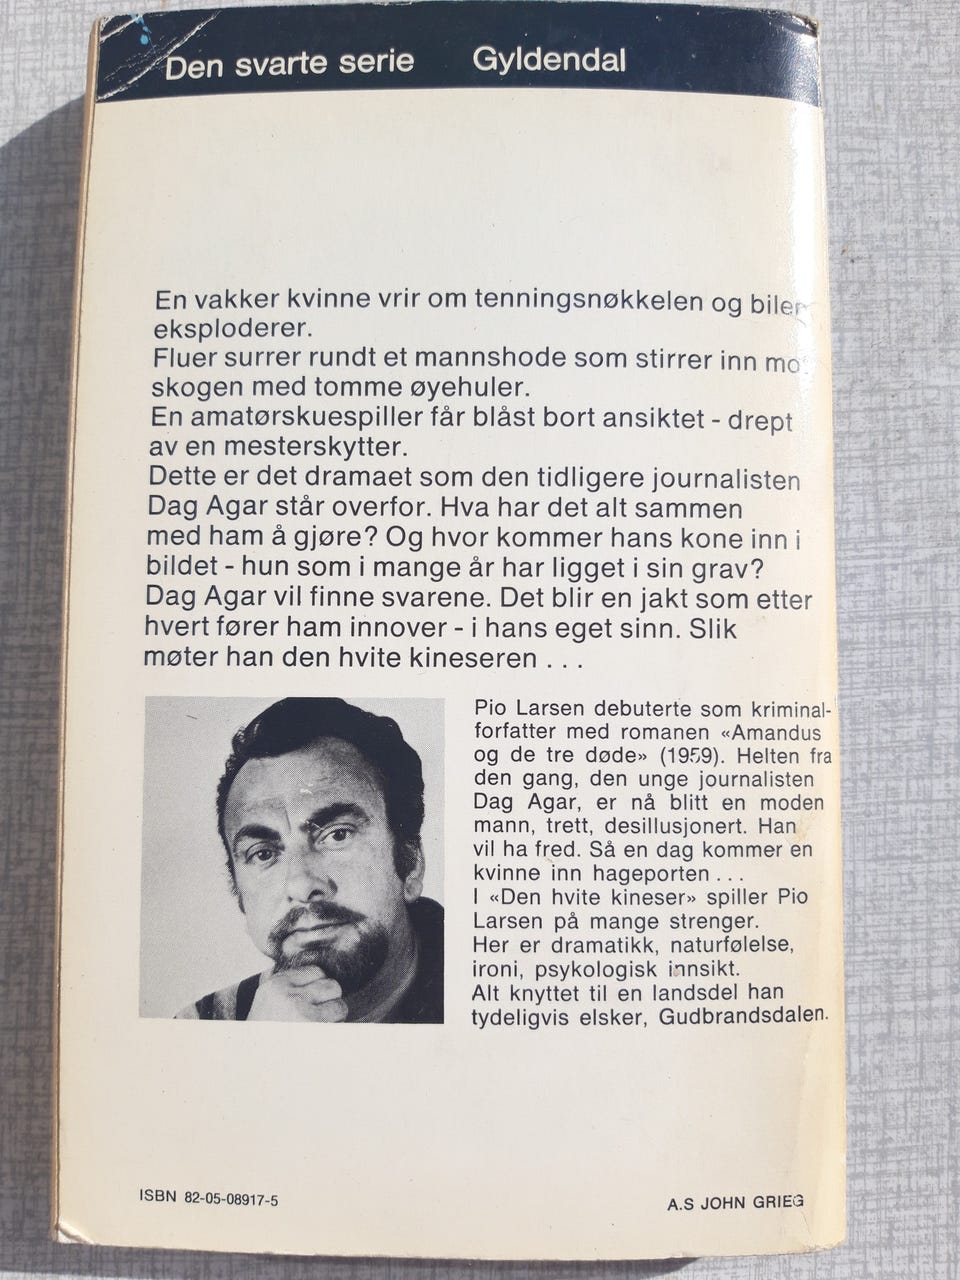 Den svarte serie Gyldendal
En vakker kvinne vrir om tenningsnøkkelen og bilen
eksploderer.
Fluer surrer rundt et mannshode som stirrer inn mot
skogen med tomme øyehuler.
En amatørskuespiller får blåst bort ansiktet - drept
av en mesterskytter.
Dette er det dramaet som den tidligere journalisten
Dag Agar står overfor. Hva har det alt sammen
med ham å gjøre? Og hvor kommer hans kone inn i
bildet - hun som i mange år har ligget i sin grav?
Dag Agar vil finne svarene. Det blir en jakt som etter
hvert fører ham innover - i hans eget sinn. Slik
møter han den hvite kineseren . . .
Pio Larsen debuterte som kriminal-
forfatter med romanen «Amandus
og de tre døde» (1959). Helten fra
den gang, den unge journalisten
Dag Agar, er nå blitt en moden
mann, trett, desillusjonert. Han
vil ha fred. Så en dag kommer en
kvinne inn hageporten . . .
I «Den hvite kineser» spiller Pio
Larsen på mange strenger.
Her er dramatikk, naturfølelse,
ironi, psykologisk innsikt.
Alt knyttet til en landsdel han
tydeligvis elsker, Gudbrandsdalen.
ISBN 82-05-08917-5
A.S JOHN GRIEG